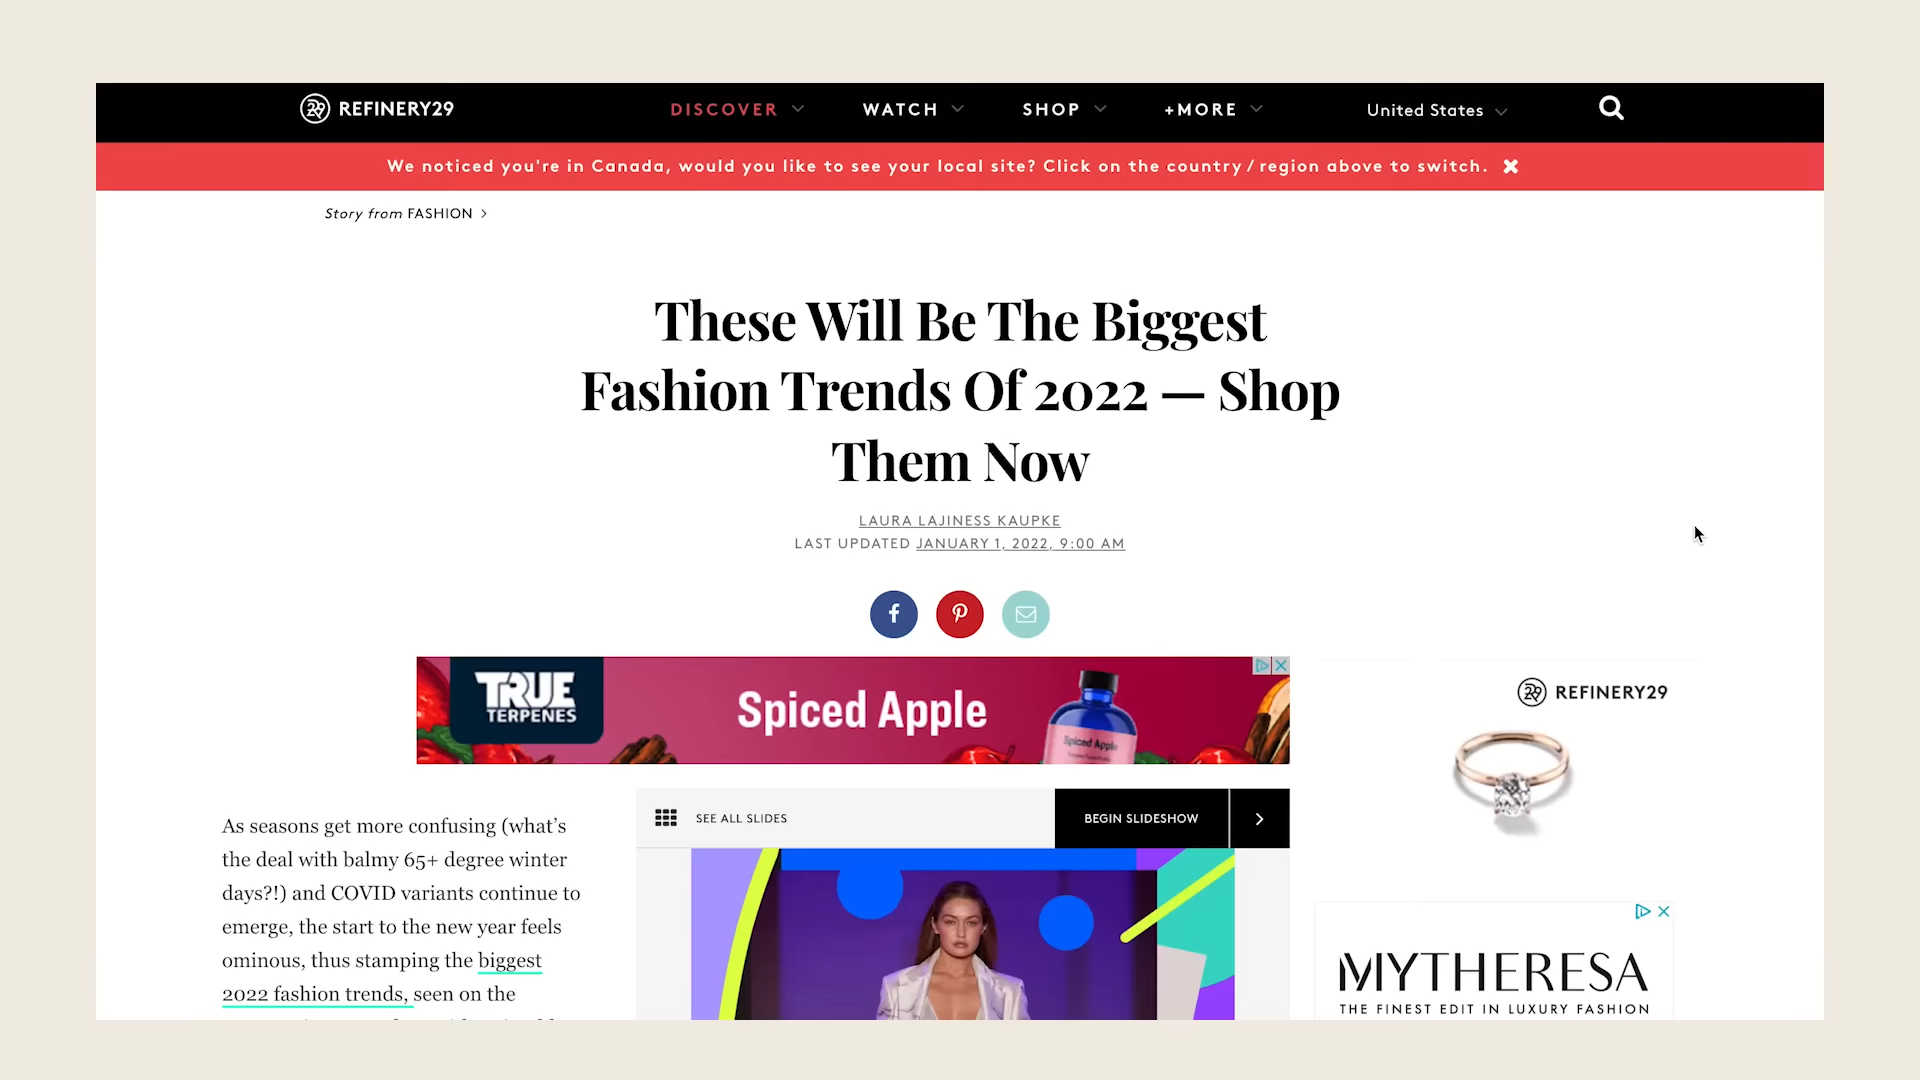 REFINERY29
DISCOVER
WATCH
SHOP
+MORE
United States
We noticed you're in Canada, would you like to see your local site? Click on the country / region above to switch.
Story from FASHION
These Will Be The Biggest
Fashion Trends Of 2022 — Shop
Them Now
LAURA LAJINESS KAUPKE
LAST UPDATED JANUARY 1, 2022, 9:00 AM
TRUE
TERPENES
Spiced Apple
Spiced Apple
REFINERY29
SEE ALL SLIDES
BEGIN SLIDESHOW
As seasons get more confusing (what’s
the deal with balmy 65+ degree winter
days?!) and COVID variants continue to
emerge, the start to the new year feels
ominous, thus stamping the biggest
2022 fashion trends, seen on the
MYTHERESA
THE FINEST EDIT IN LUXURY FASHION